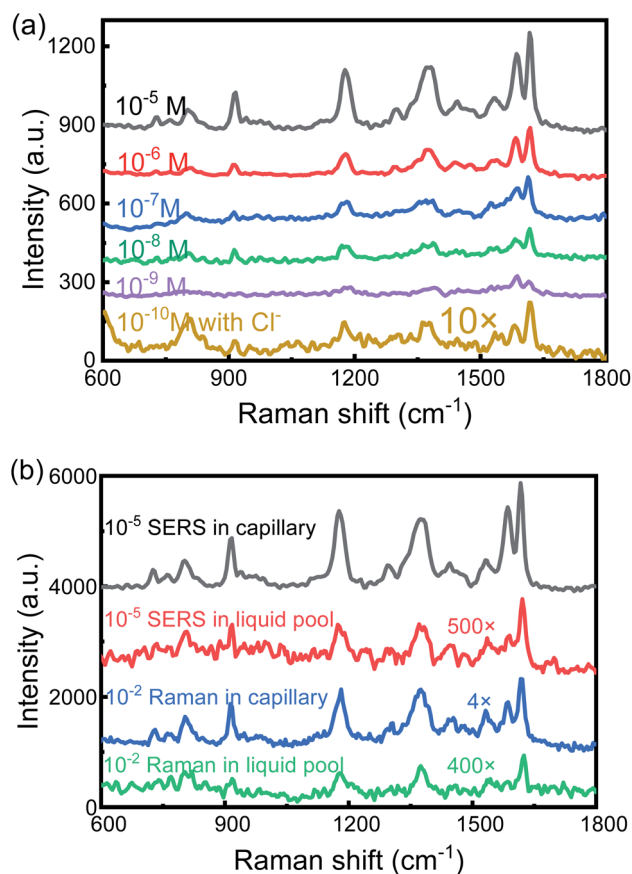 (a)
1200
900
600
300
0
Intensity (a.u.)
10⁻⁵ M
10⁻⁶ M
10⁻⁷M
10⁻⁸ M
10⁻⁹ M
10⁻¹⁰M with Cl⁻
10×
600 900 1200 1500 1800
Raman shift (cm⁻¹)
(b)
6000
4000
2000
0
Intensity (a.u.)
10⁻⁵ SERS in capillary
10⁻⁵ SERS in liquid pool 500×
10⁻² Raman in capillary 4×
10⁻² Raman in liquid pool 400×
600 900 1200 1500 1800
Raman shift (cm⁻¹)